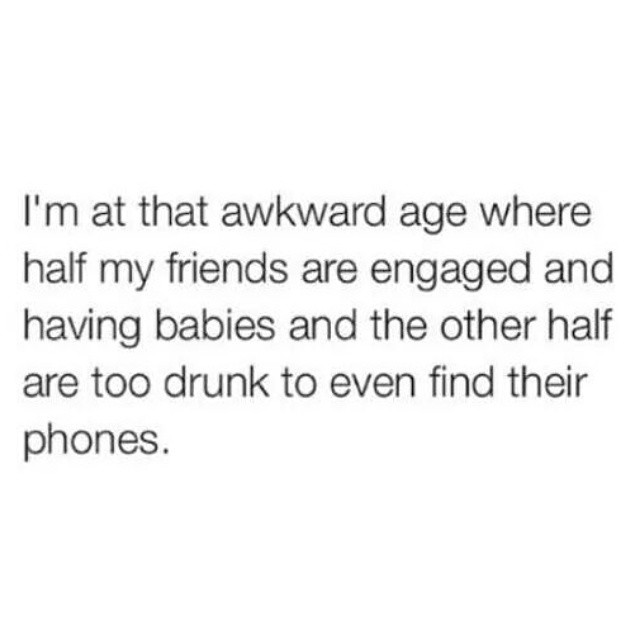 I'm at that awkward age where
half my friends are engaged and
having babies and the other half
are too drunk to even find their
phones.